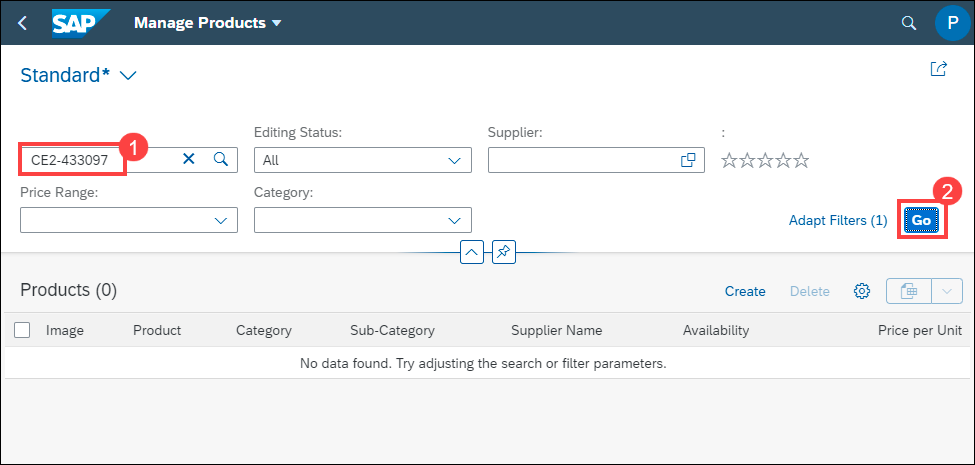 SAP Manage Products P
Standard*
Editing Status: Supplier: :
CE2-433097 1 All
Price Range: Category: 2
Adapt Filters (1) Go
Products (0) Create Delete
Image Product Category Sub-Category Supplier Name Availability Price per Unit
No data found. Try adjusting the search or filter parameters.